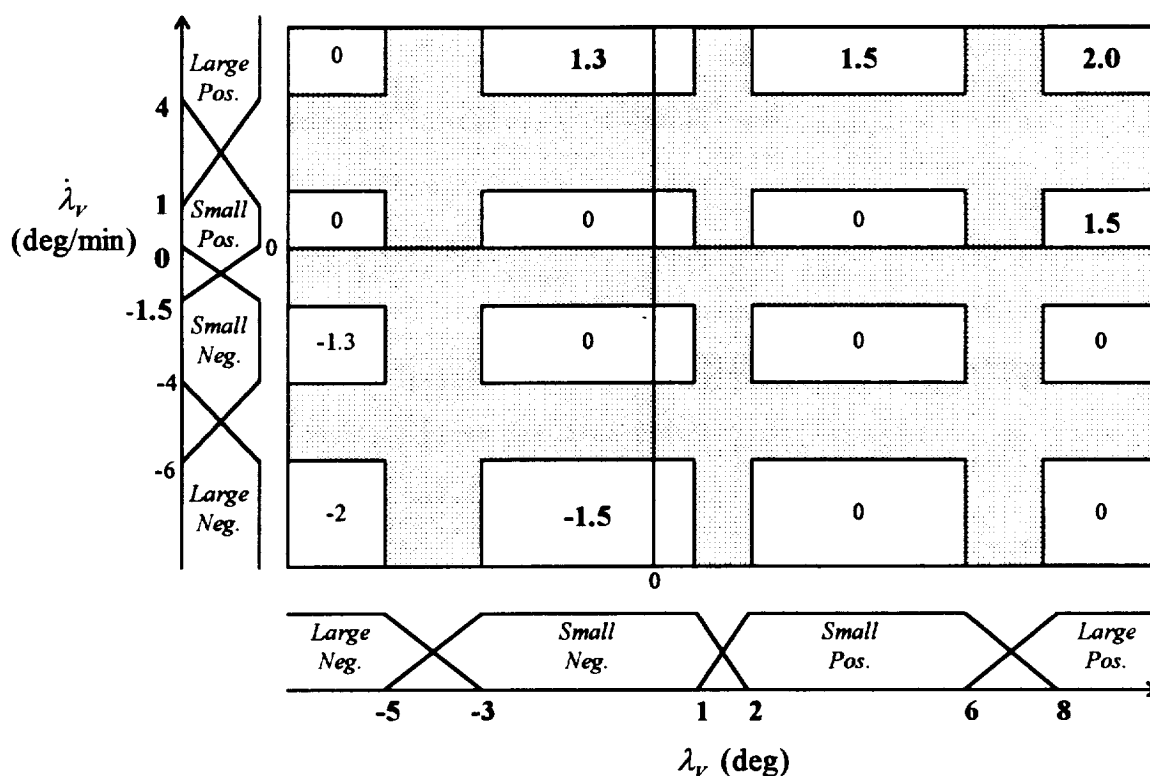 Large
Pos.
4
λ̇_V
(deg/min)
1
Small
Pos.
0
0
-1.5
Small
Neg.
-4
-6
Large
Neg.
0 1.3 1.5 2.0
0 0 0 1.5
-1.3 0 0 0
-2 -1.5 0 0
0
Large
Neg.
Small
Neg.
Small
Pos.
Large
Pos.
-5 -3 1 2 6 8
λ_V (deg)